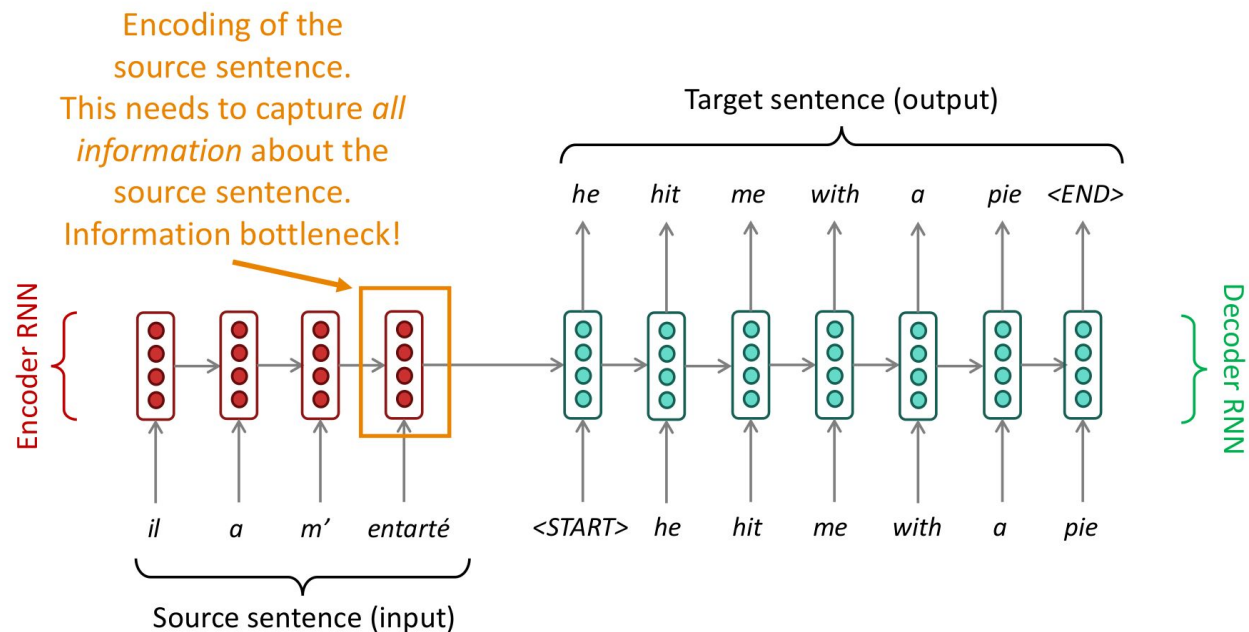 Encoding of the
source sentence.
This needs to capture all
information about the
source sentence.
Information bottleneck!
Target sentence (output)
he hit me with a pie <END>
Encoder RNN
Decoder RNN
il a m’ entarté
<START> he hit me with a pie
Source sentence (input)